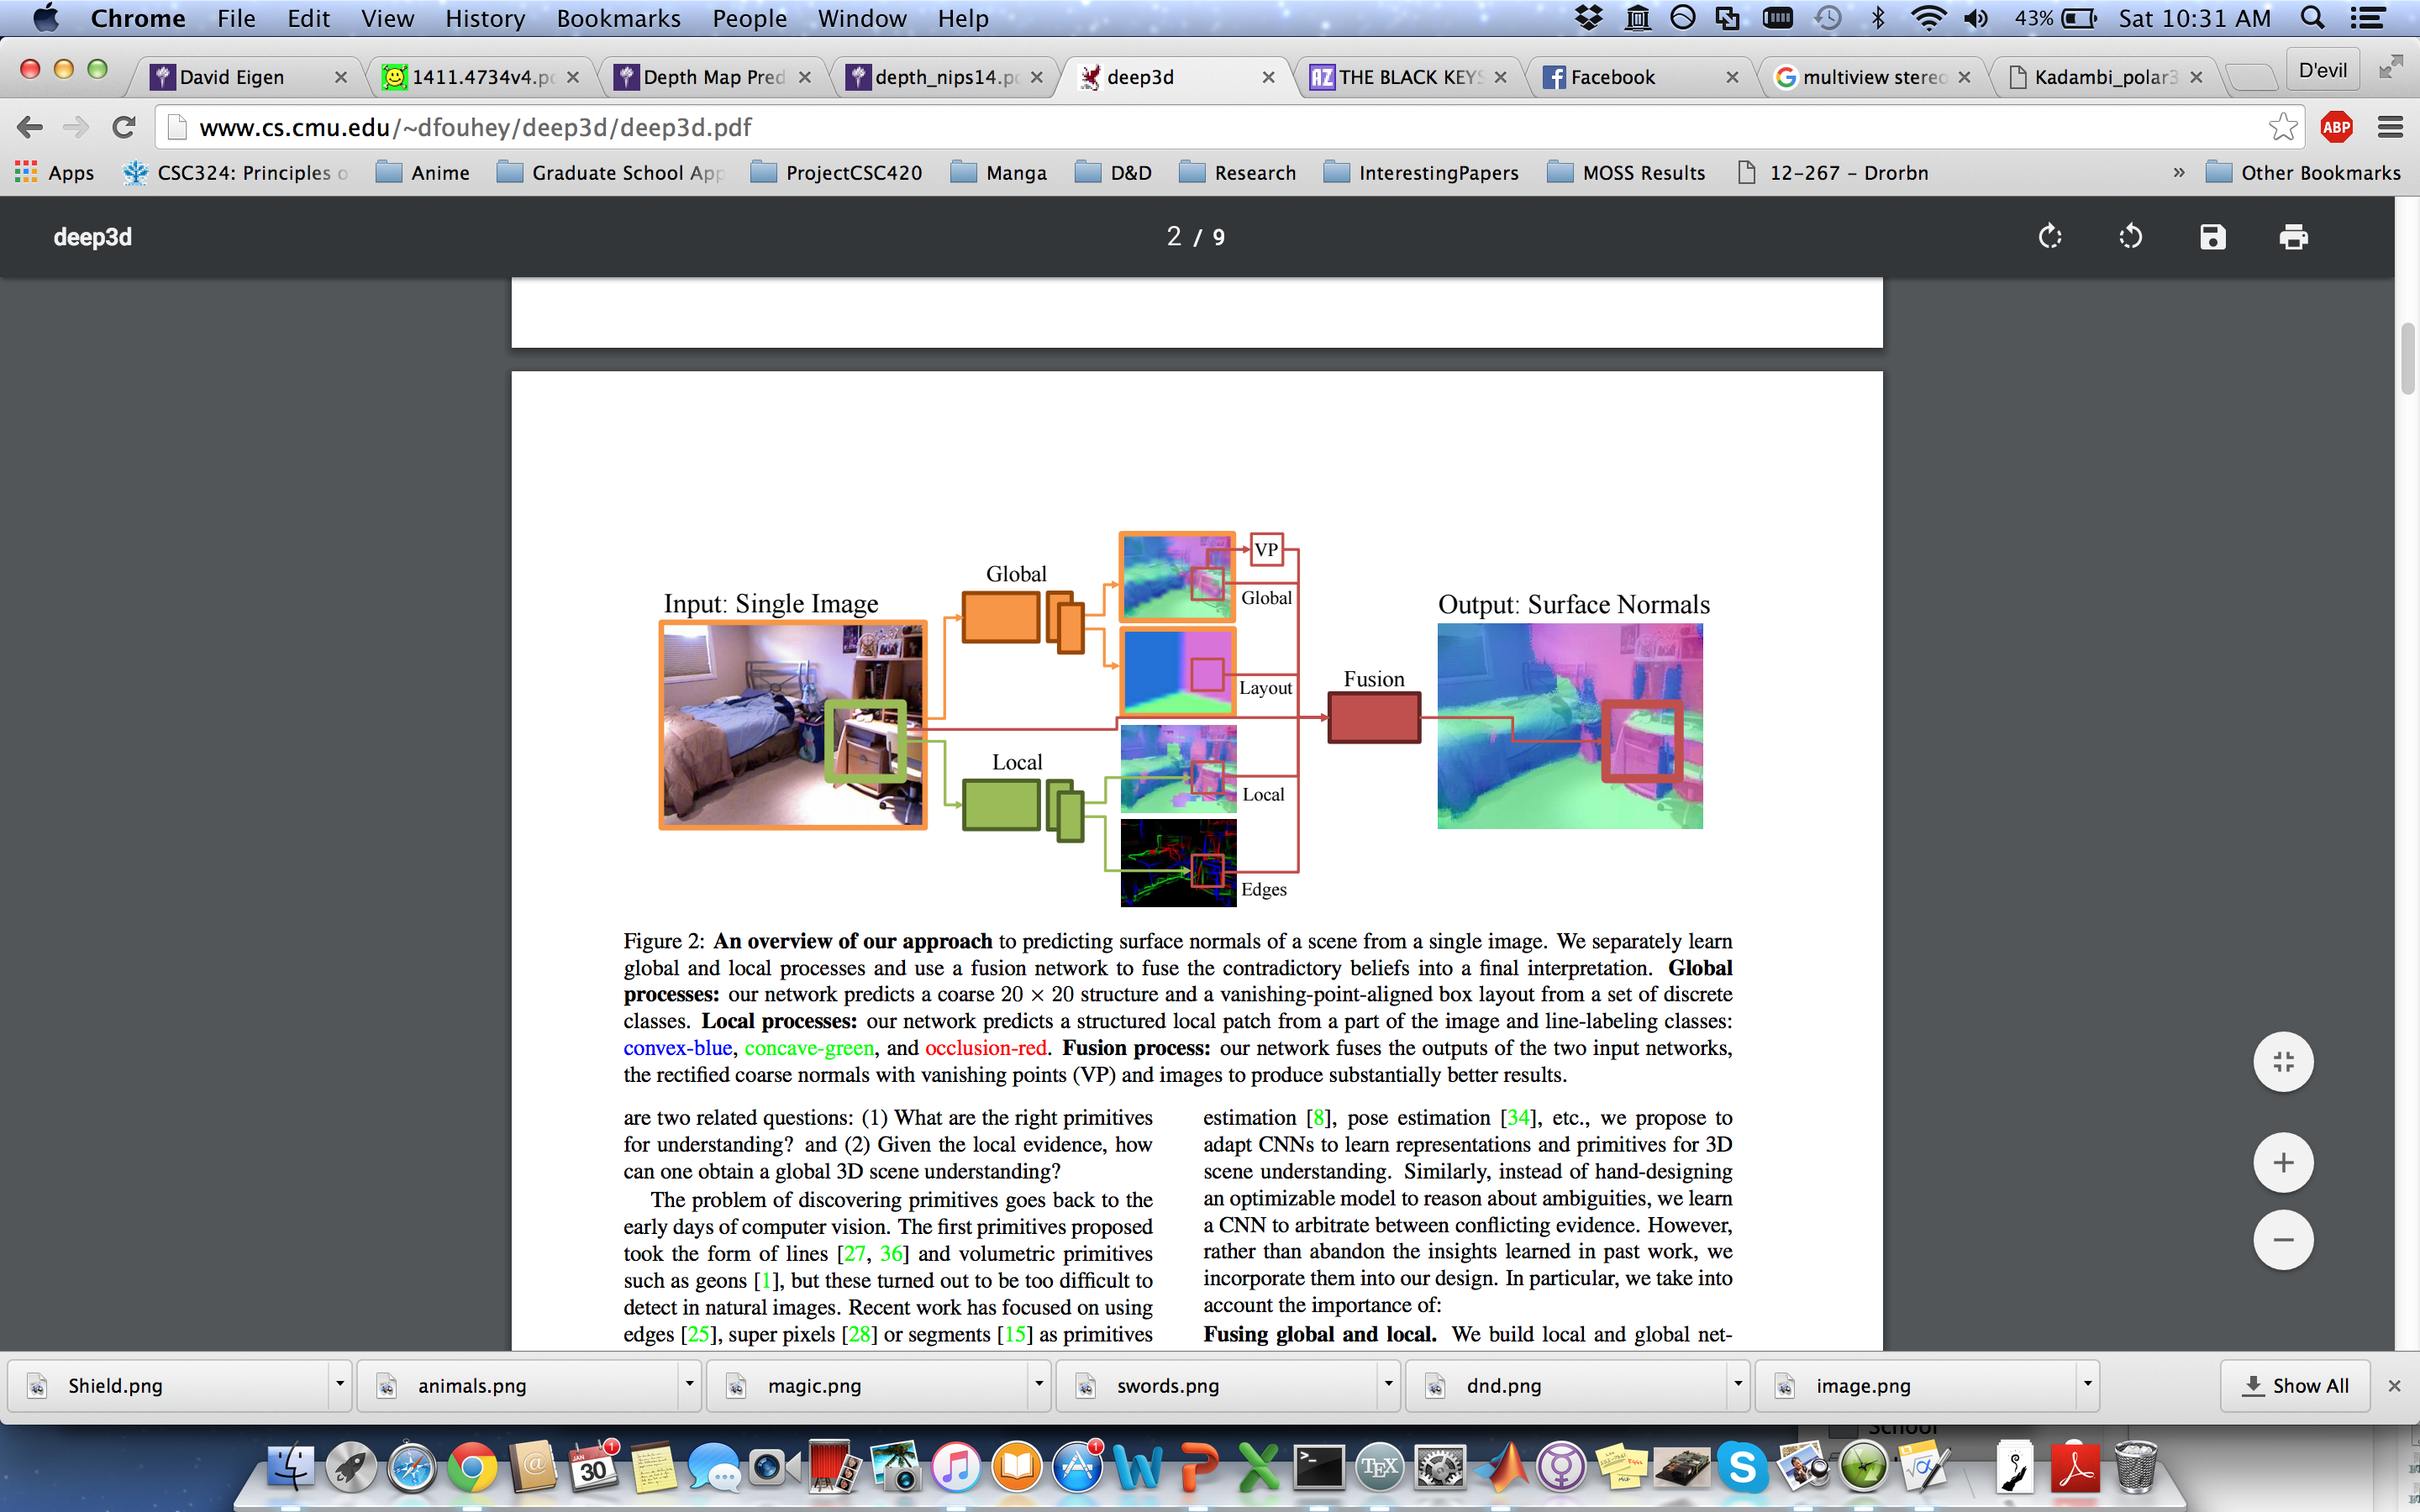 Chrome File Edit View History Bookmarks People Window Help 43% Sat 10:31 AM
David Eigen 1411.4734v4.p Depth Map Pred depth_nips14.p deep3d THE BLACK KEYS Facebook multiview stereo Kadambi_polar3 D'evil
www.cs.cmu.edu/~dfouhey/deep3d/deep3d.pdf ABP
Apps CSC324: Principles o Anime Graduate School App ProjectCSC420 Manga D&D Research InterestingPapers MOSS Results 12-267 - Drorbn » Other Bookmarks
deep3d 2 / 9
VP
Global
Global
Input: Single Image
Output: Surface Normals
Layout
Fusion
Local
Local
Edges
Figure 2: An overview of our approach to predicting surface normals of a scene from a single image. We separately learn
global and local processes and use a fusion network to fuse the contradictory beliefs into a final interpretation. Global
processes: our network predicts a coarse 20 × 20 structure and a vanishing-point-aligned box layout from a set of discrete
classes. Local processes: our network predicts a structured local patch from a part of the image and line-labeling classes:
convex-blue, concave-green, and occlusion-red. Fusion process: our network fuses the outputs of the two input networks,
the rectified coarse normals with vanishing points (VP) and images to produce substantially better results.
are two related questions: (1) What are the right primitives
for understanding? and (2) Given the local evidence, how
can one obtain a global 3D scene understanding?
The problem of discovering primitives goes back to the
early days of computer vision. The first primitives proposed
took the form of lines [27, 36] and volumetric primitives
such as geons [1], but these turned out to be too difficult to
detect in natural images. Recent work has focused on using
edges [25], super pixels [28] or segments [15] as primitives
estimation [8], pose estimation [34], etc., we propose to
adapt CNNs to learn representations and primitives for 3D
scene understanding. Similarly, instead of hand-designing
an optimizable model to reason about ambiguities, we learn
a CNN to arbitrate between conflicting evidence. However,
rather than abandon the insights learned in past work, we
incorporate them into our design. In particular, we take into
account the importance of:
Fusing global and local. We build local and global net-
Shield.png animals.png magic.png swords.png dnd.png image.png Show All
School
JAN 30 1 1 TEX